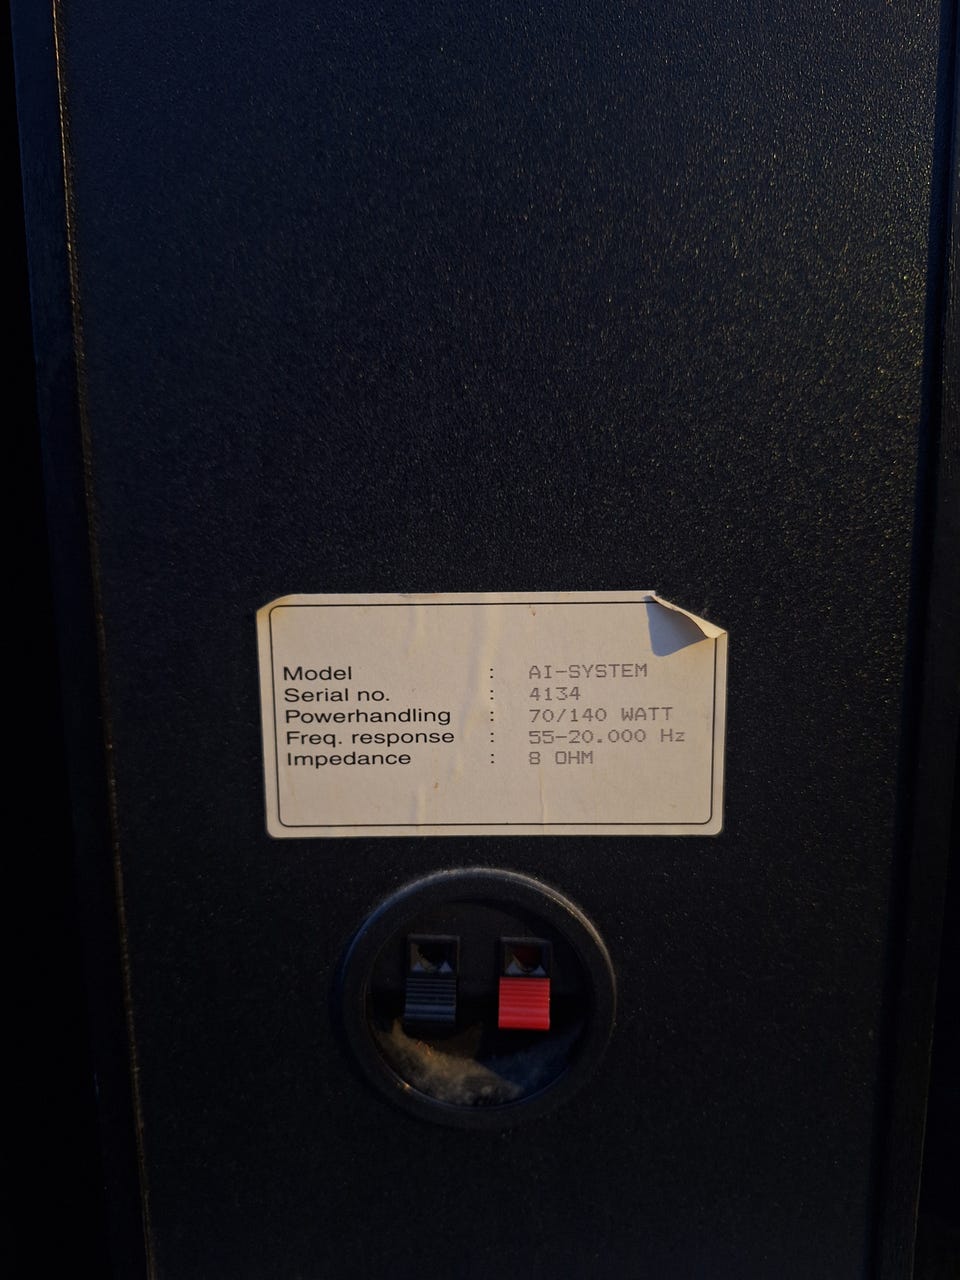 Model : AI-SYSTEM
Serial no. : 4134
Powerhandling : 70/140 WATT
Freq. response : 55-20.000 Hz
Impedance : 8 OHM